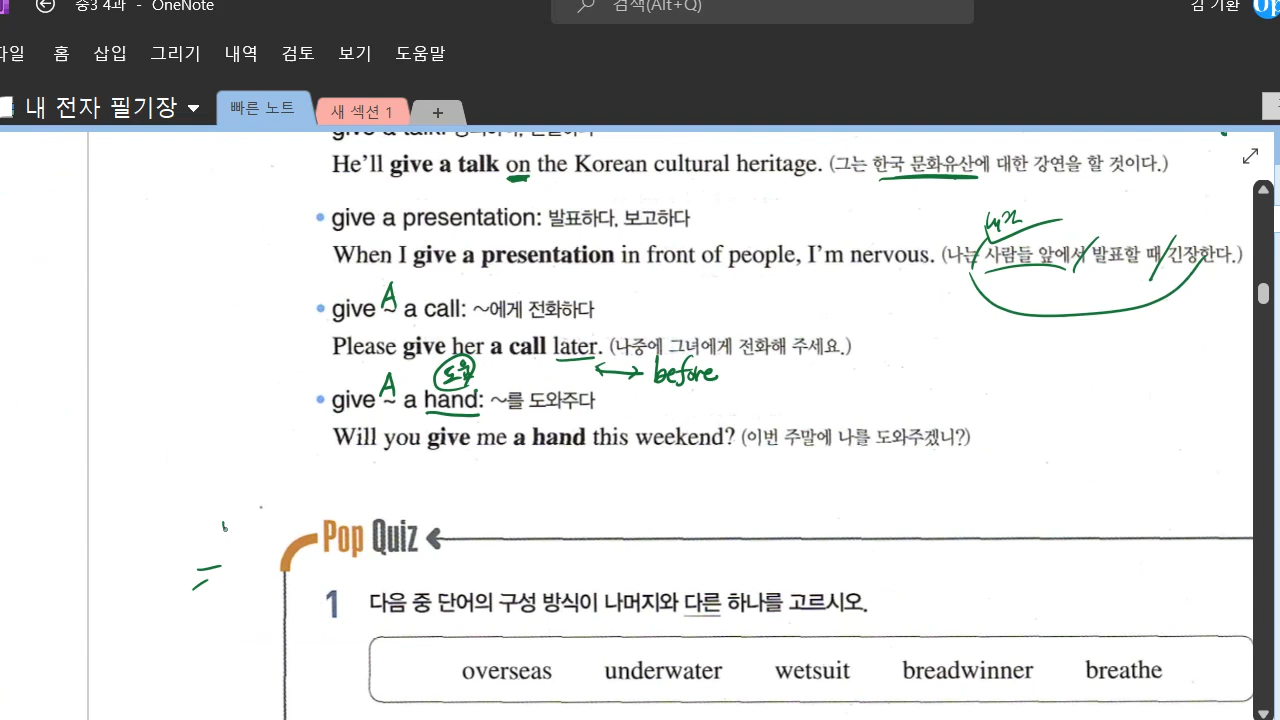 중3 4과 - OneNote
검색(Alt+Q)
김 기환
파일 홈 삽입 그리기 내역 검토 보기 도움말
내 전자 필기장
빠른 노트
새 섹션 1
+
give a talk:
He'll give a talk on the Korean cultural heritage. (그는 한국 문화유산에 대한 강연을 할 것이다.)
• give a presentation: 발표하다, 보고하다
When I give a presentation in front of people, I'm nervous. (나는 사람들 앞에서 발표할 때 긴장한다.)
A
• give ~ a call: ~에게 전화하다
Please give her a call later. (나중에 그녀에게 전화해 주세요.)
before
A
• give ~ a hand: ~를 도와주다
Will you give me a hand this weekend? (이번 주말에 나를 도와주겠니?)
Pop Quiz
1 다음 중 단어의 구성 방식이 나머지와 다른 하나를 고르시오.
overseas underwater wetsuit breadwinner breathe